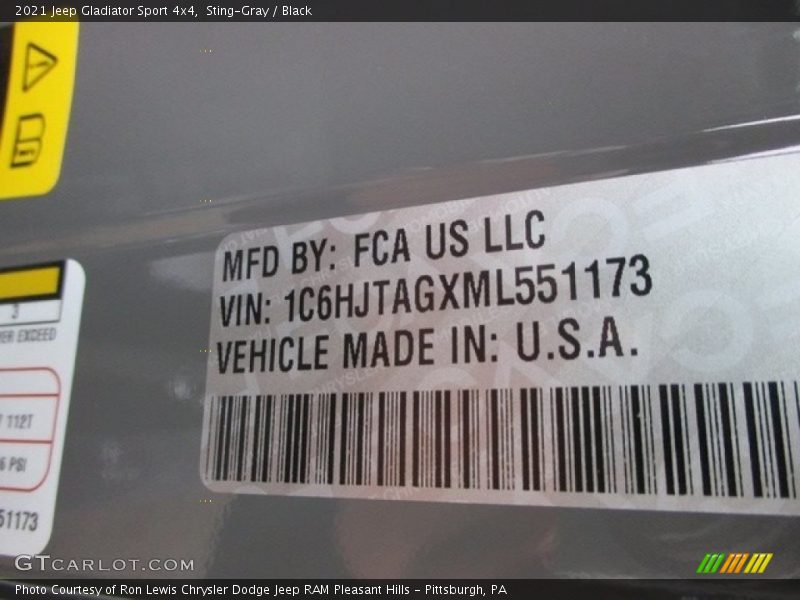 2021 Jeep Gladiator Sport 4x4, Sting-Gray / Black
MFD BY: FCA US LLC
VIN: 1C6HJTAGXML551173
VEHICLE MADE IN: U.S.A.
3
EXCEED
112T
6 PSI
51173
GTCARLOT.COM
Photo Courtesy of Ron Lewis Chrysler Dodge Jeep RAM Pleasant Hills - Pittsburgh, PA